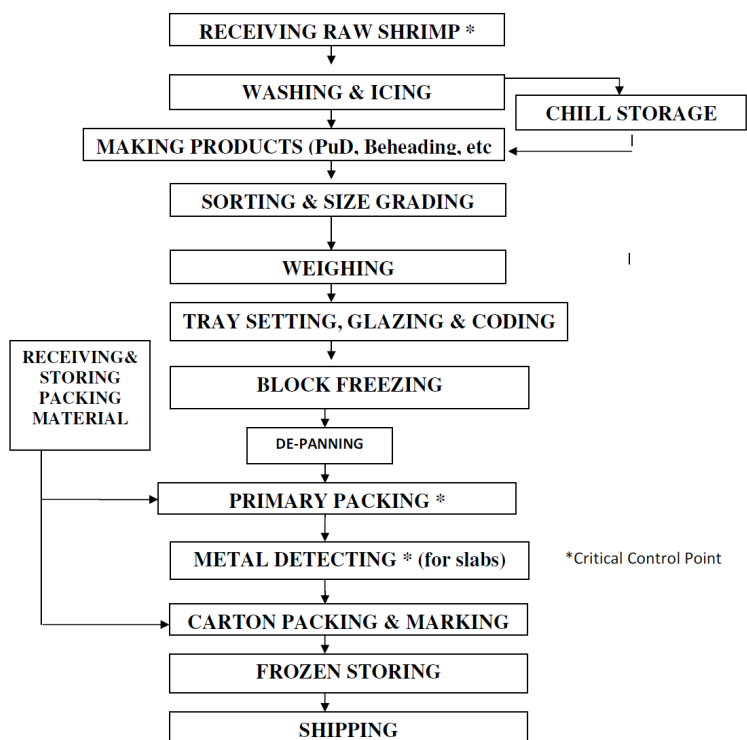 RECEIVING RAW SHRIMP *
WASHING & ICING
CHILL STORAGE
MAKING PRODUCTS (PuD, Beheading, etc
SORTING & SIZE GRADING
WEIGHING
TRAY SETTING, GLAZING & CODING
RECEIVING&
STORING
PACKING
MATERIAL
BLOCK FREEZING
DE-PANNING
PRIMARY PACKING *
METAL DETECTING * (for slabs)
*Critical Control Point
CARTON PACKING & MARKING
FROZEN STORING
SHIPPING